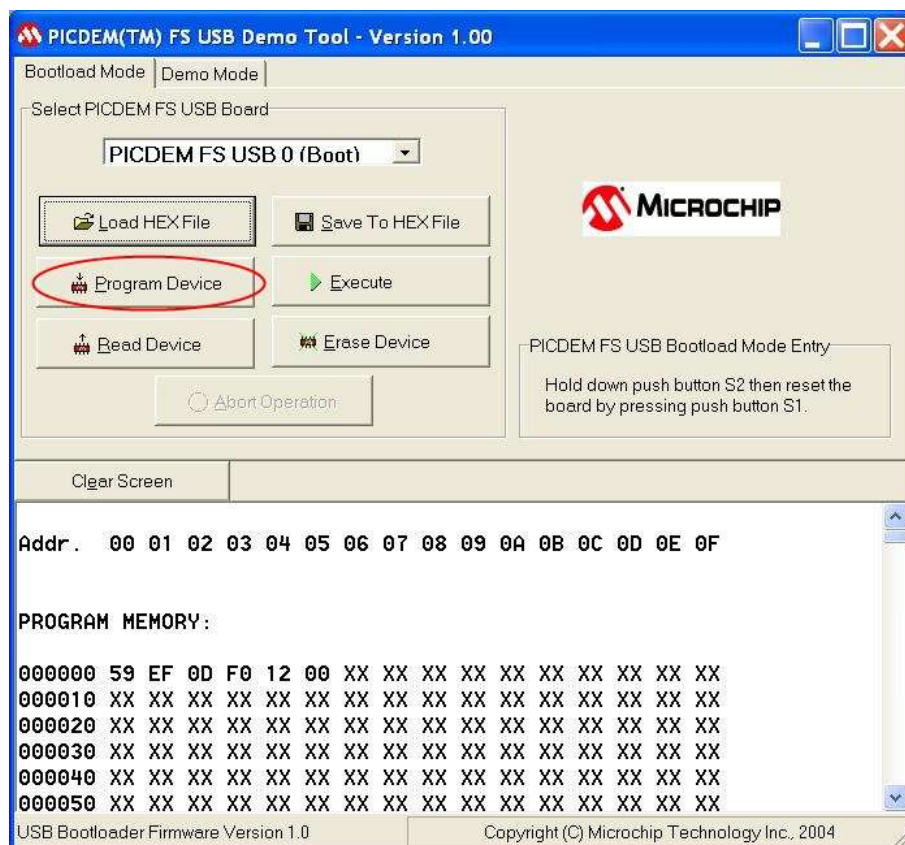 PICDEM(TM) FS USB Demo Tool - Version 1.00
Bootload Mode Demo Mode
Select PICDEM FS USB Board
PICDEM FS USB 0 (Boot)
MICROCHIP
Load HEX File Save To HEX File
Program Device Execute
Read Device Erase Device
Abort Operation
PICDEM FS USB Bootload Mode Entry
Hold down push button S2 then reset the
board by pressing push button S1.
Clear Screen
Addr. 00 01 02 03 04 05 06 07 08 09 0A 0B 0C 0D 0E 0F
PROGRAM MEMORY:
000000 59 EF 0D F0 12 00 XX XX XX XX XX XX XX XX XX XX
000010 XX XX XX XX XX XX XX XX XX XX XX XX XX XX XX XX
000020 XX XX XX XX XX XX XX XX XX XX XX XX XX XX XX XX
000030 XX XX XX XX XX XX XX XX XX XX XX XX XX XX XX XX
000040 XX XX XX XX XX XX XX XX XX XX XX XX XX XX XX XX
000050 XX XX XX XX XX XX XX XX XX XX XX XX XX XX XX XX
USB Bootloader Firmware Version 1.0 Copyright (C) Microchip Technology Inc., 2004